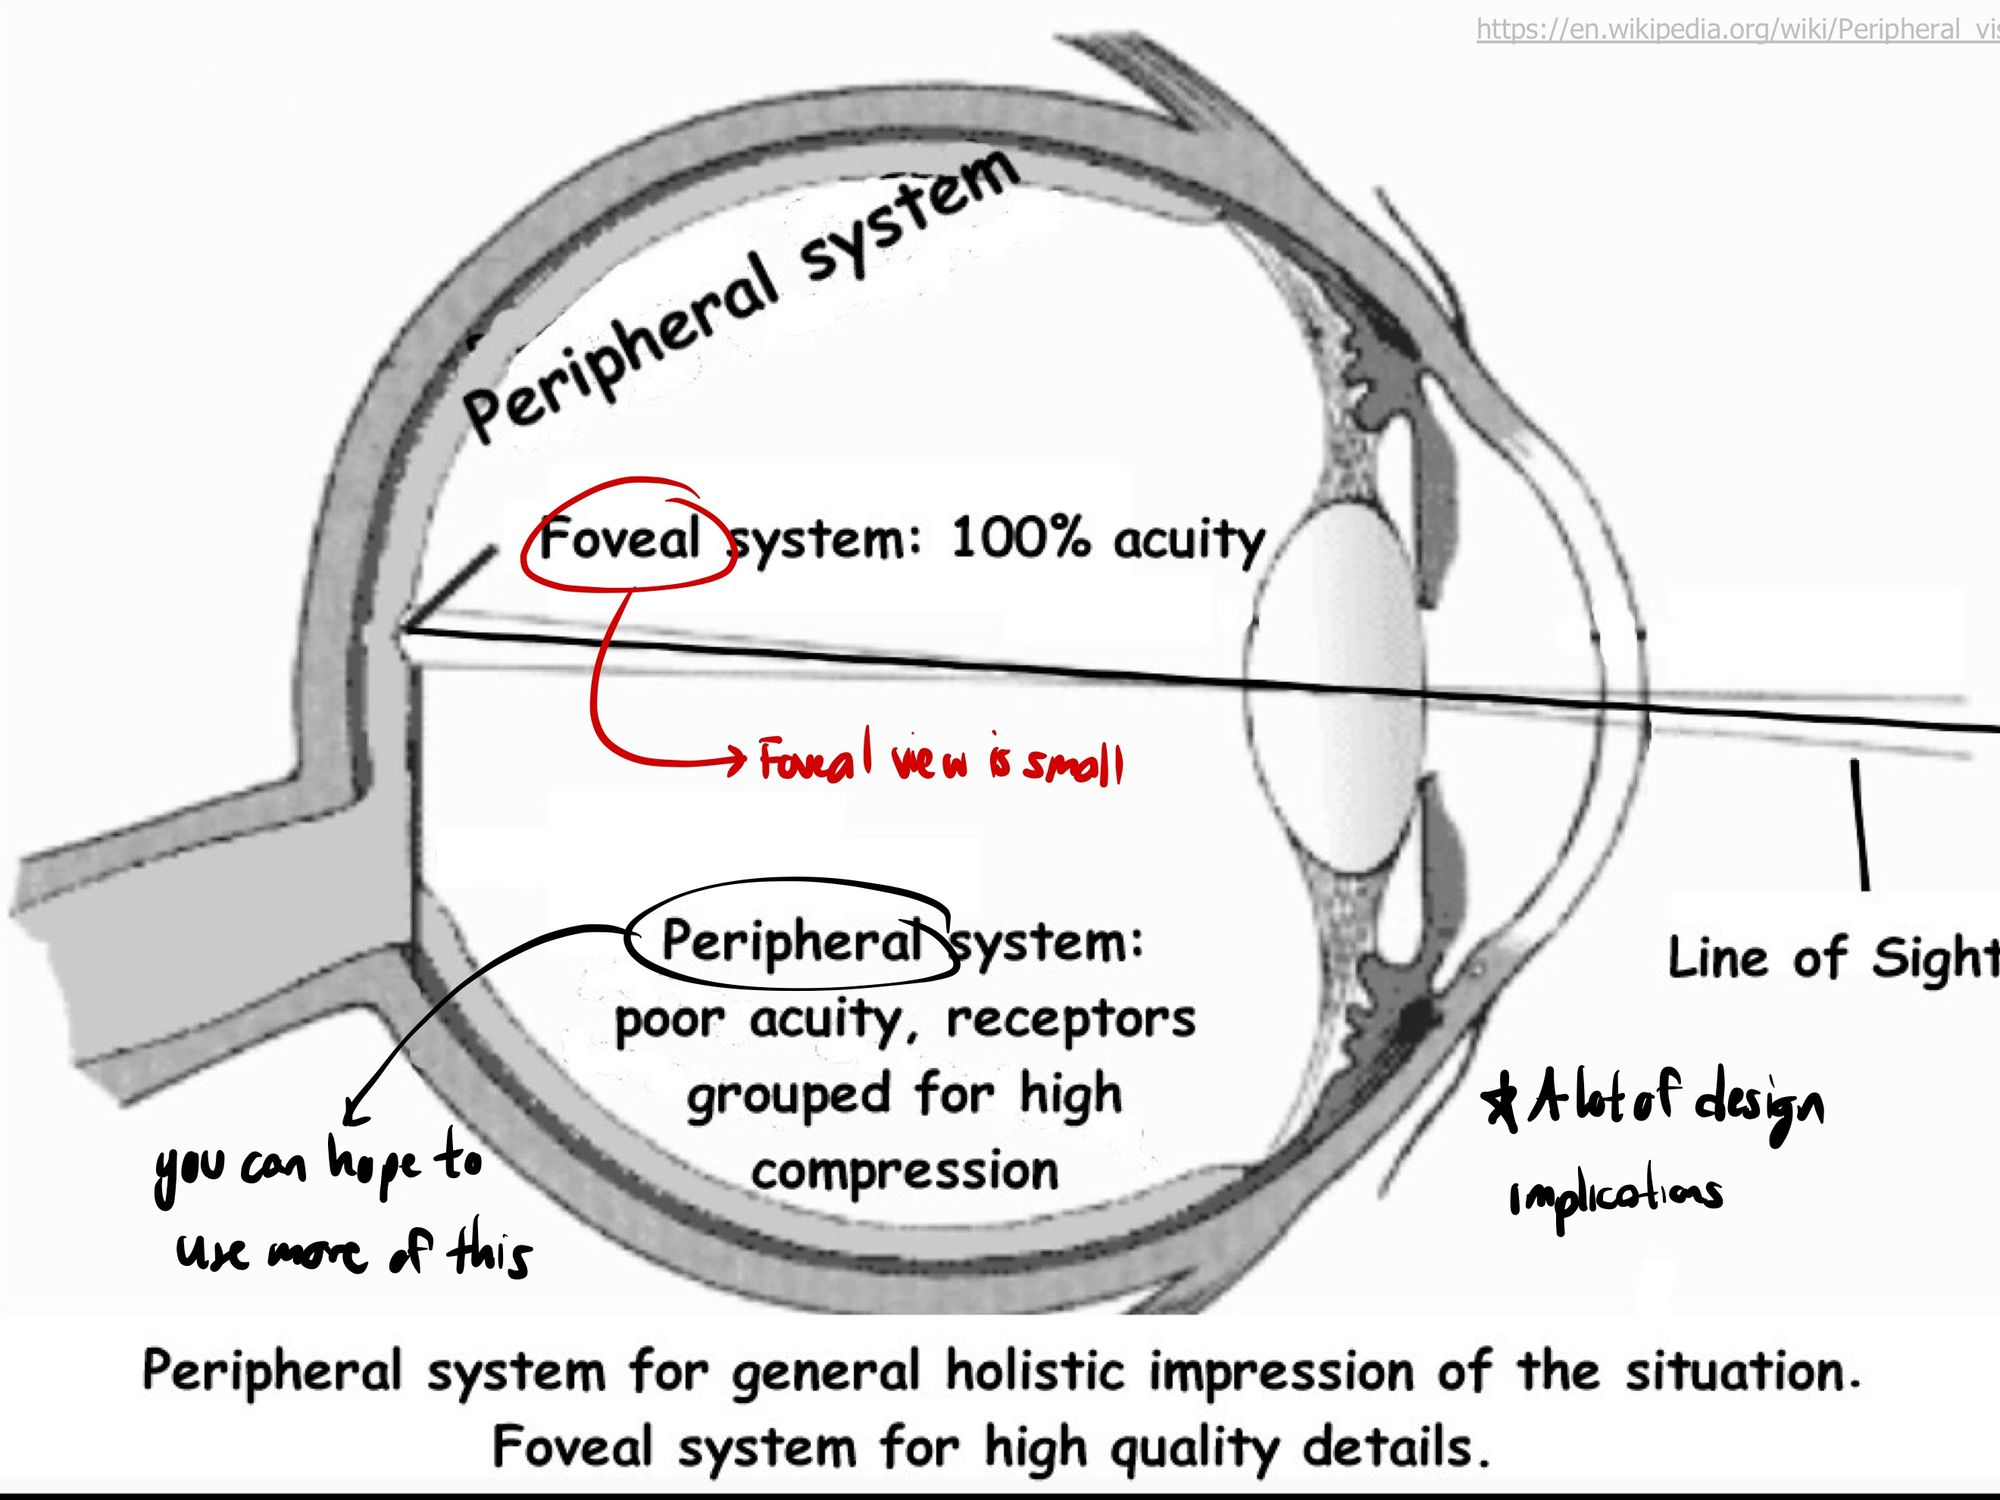 https://en.wikipedia.org/wiki/Peripheral_vis
Peripheral system
Foveal system: 100% acuity
Foveal view is small
Peripheral system:
poor acuity, receptors
grouped for high
compression
Line of Sight
★ A lot of design
implications
you can hope to
use more of this
Peripheral system for general holistic impression of the situation.
Foveal system for high quality details.